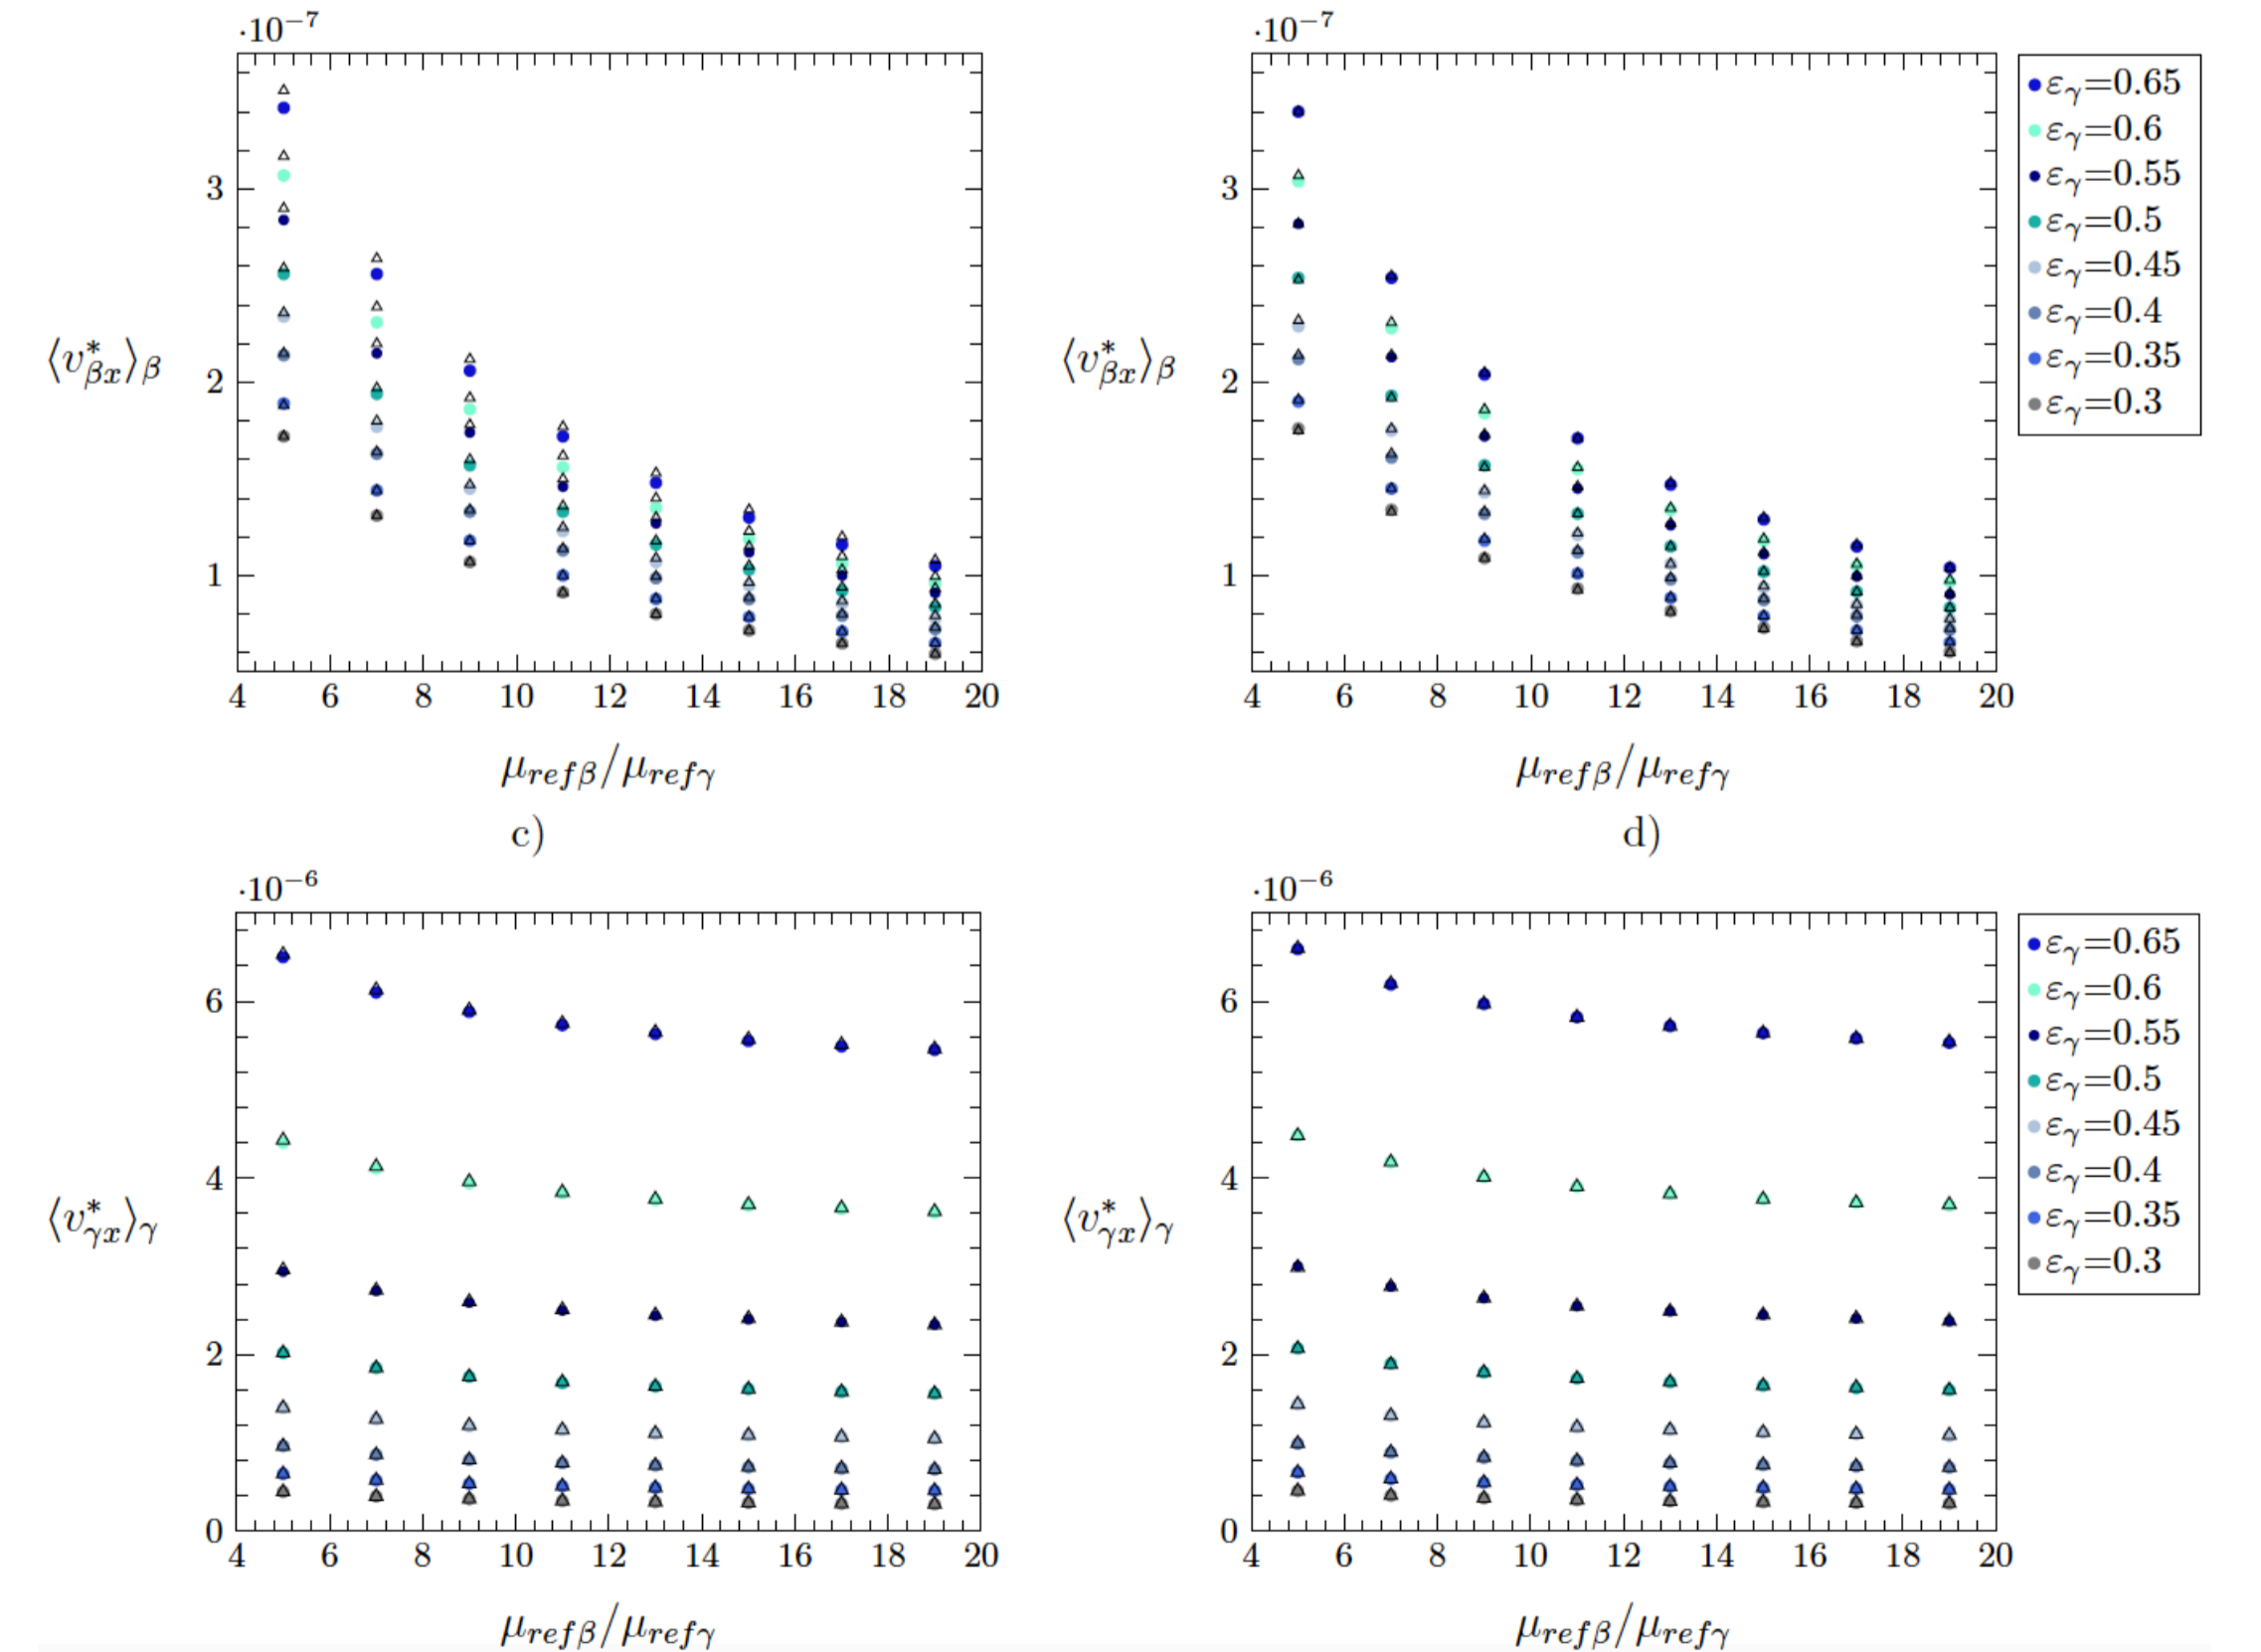 ·10⁻⁷
3
2
1
⟨v*βx⟩β
4 6 8 10 12 14 16 18 20
μrefβ/μrefγ
·10⁻⁷
3
2
1
⟨v*βx⟩β
4 6 8 10 12 14 16 18 20
μrefβ/μrefγ
εγ=0.65
εγ=0.6
εγ=0.55
εγ=0.5
εγ=0.45
εγ=0.4
εγ=0.35
εγ=0.3
c)
d)
·10⁻⁶
6
4
2
0
⟨v*γx⟩γ
4 6 8 10 12 14 16 18 20
μrefβ/μrefγ
·10⁻⁶
6
4
2
0
⟨v*γx⟩γ
4 6 8 10 12 14 16 18 20
μrefβ/μrefγ
εγ=0.65
εγ=0.6
εγ=0.55
εγ=0.5
εγ=0.45
εγ=0.4
εγ=0.35
εγ=0.3